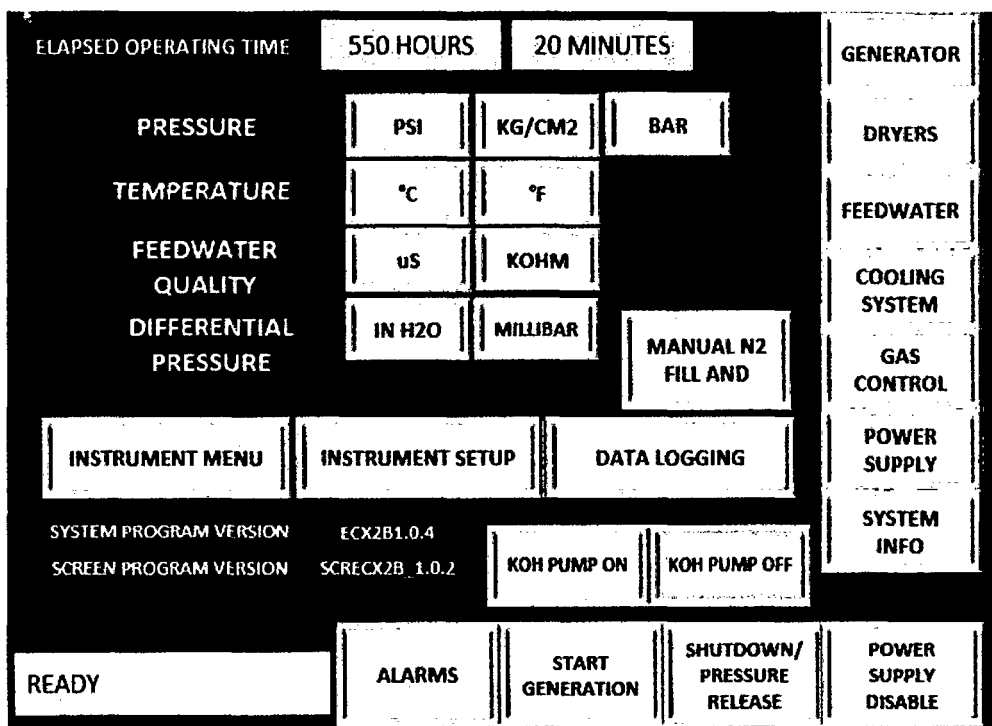 ELAPSED OPERATING TIME 550 HOURS 20 MINUTES
GENERATOR
PRESSURE PSI KG/CM2 BAR
DRYERS
TEMPERATURE °C °F
FEEDWATER
FEEDWATER
QUALITY
uS KOHM
COOLING
SYSTEM
DIFFERENTIAL
PRESSURE
IN H2O MILLIBAR
MANUAL N2
FILL AND
GAS
CONTROL
INSTRUMENT MENU INSTRUMENT SETUP DATA LOGGING
POWER
SUPPLY
SYSTEM PROGRAM VERSION ECX2B1.0.4
SCREEN PROGRAM VERSION SCRECX2B_1.0.2
KOH PUMP ON KOH PUMP OFF
SYSTEM
INFO
READY
ALARMS
START
GENERATION
SHUTDOWN/
PRESSURE
RELEASE
POWER
SUPPLY
DISABLE